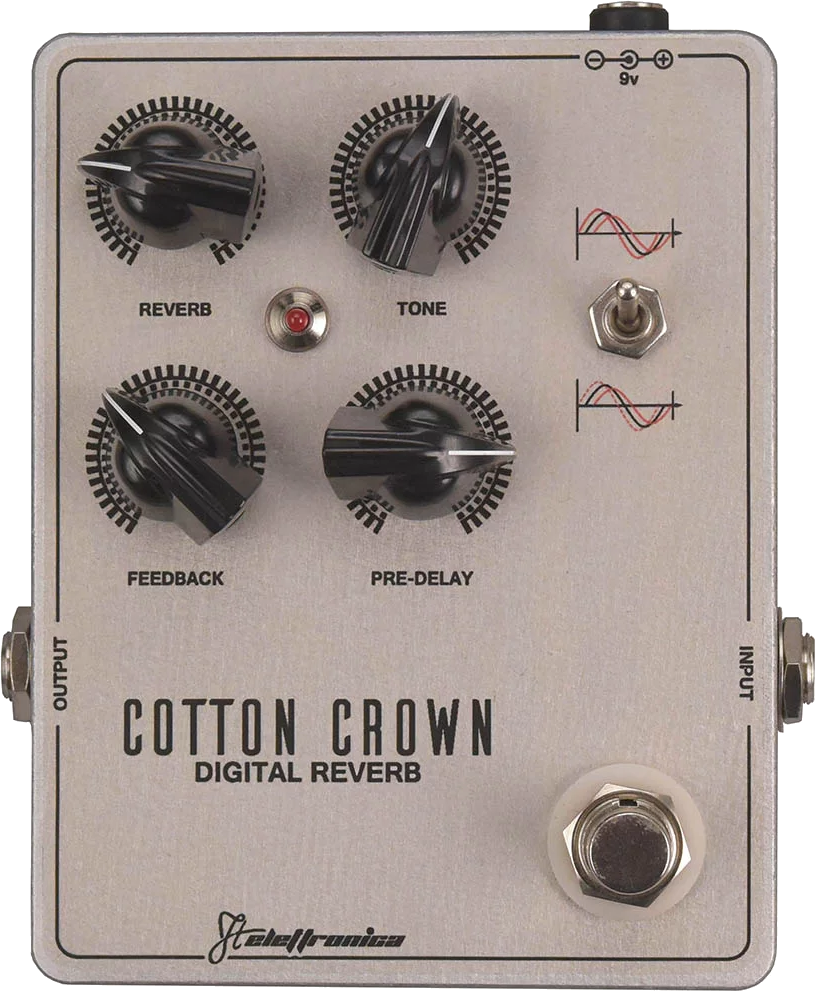 9v
REVERB
TONE
FEEDBACK
PRE-DELAY
OUTPUT
INPUT
COTTON CROWN
DIGITAL REVERB
elettronica